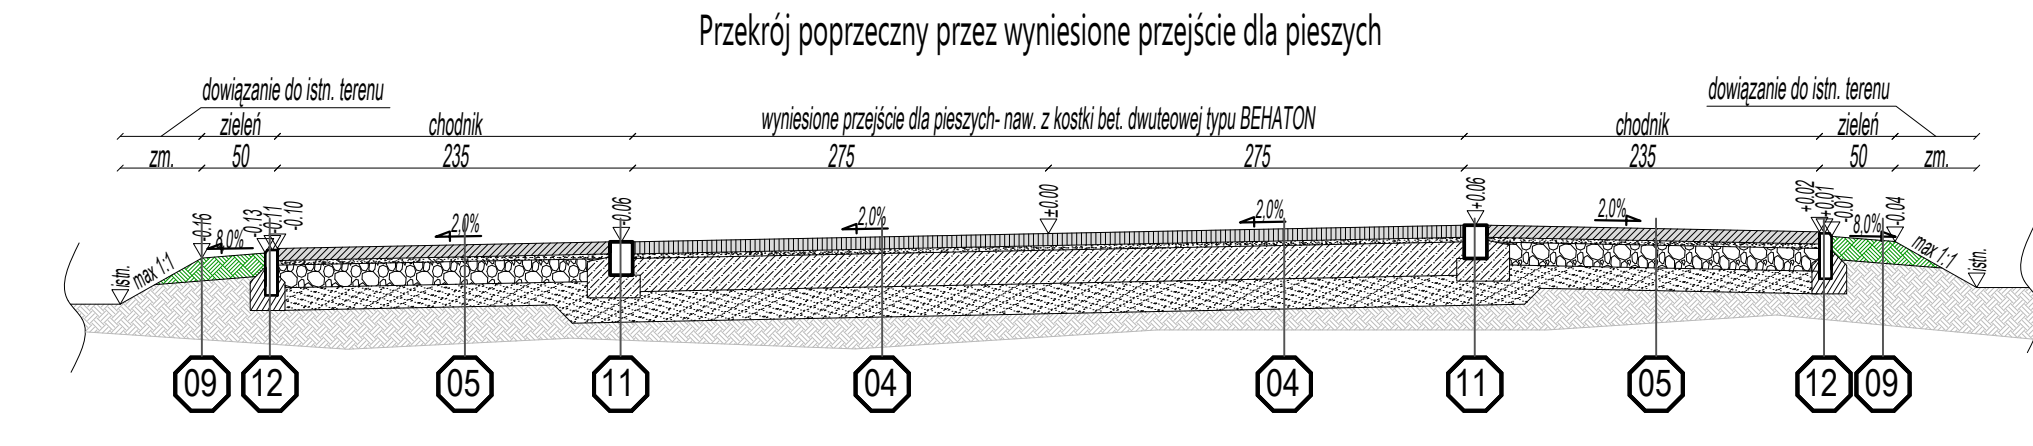 Przekrój poprzeczny przez wyniesione przejście dla pieszych
dowiązanie do istn. terenu
dowiązanie do istn. terenu
zieleń
chodnik
wyniesione przejście dla pieszych- naw. z kostki bet. dwuteowej typu BEHATON
chodnik
zieleń
zm.
50
235
275
275
235
50
zm.
-0.16
-0.13
-0.11
-0.10
-0.06
±0.00
+0.06
+0.02
+0.01
-0.01
-0.04
8,0%
2,0%
2,0%
2,0%
2,0%
8,0%
istn.
max 1:1
max 1:1
istn.
09
12
05
11
04
04
11
05
12
09